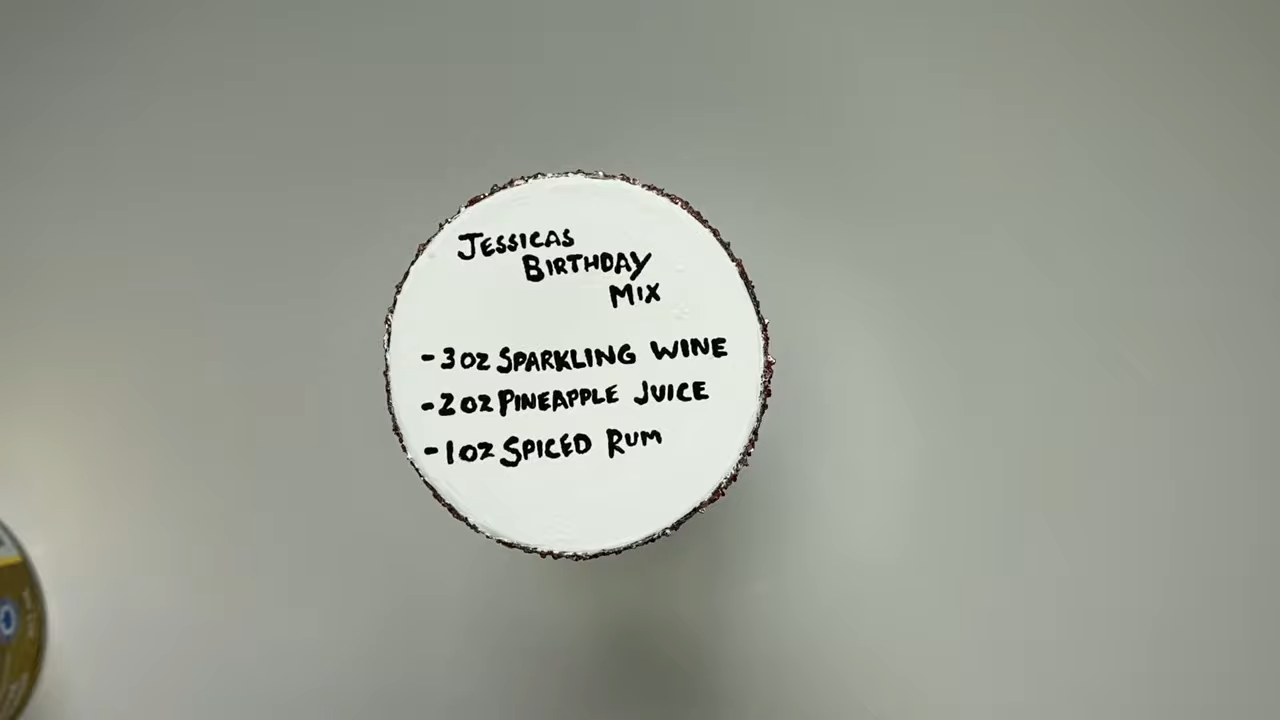 JESSICAS
BIRTHDAY
MIX
-3oz SPARKLING WINE
-2oz PINEAPPLE JUICE
-1oz SPICED RUM